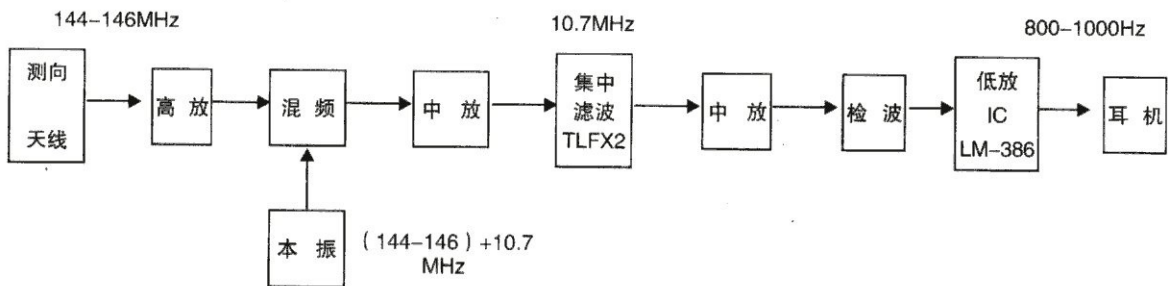 144-146MHz
10.7MHz
800-1000Hz
测向
天线
高放
混频
中放
集中
滤波
TLFX2
中放
检波
低放
IC
LM-386
耳机
本振
(144-146)+10.7
MHz